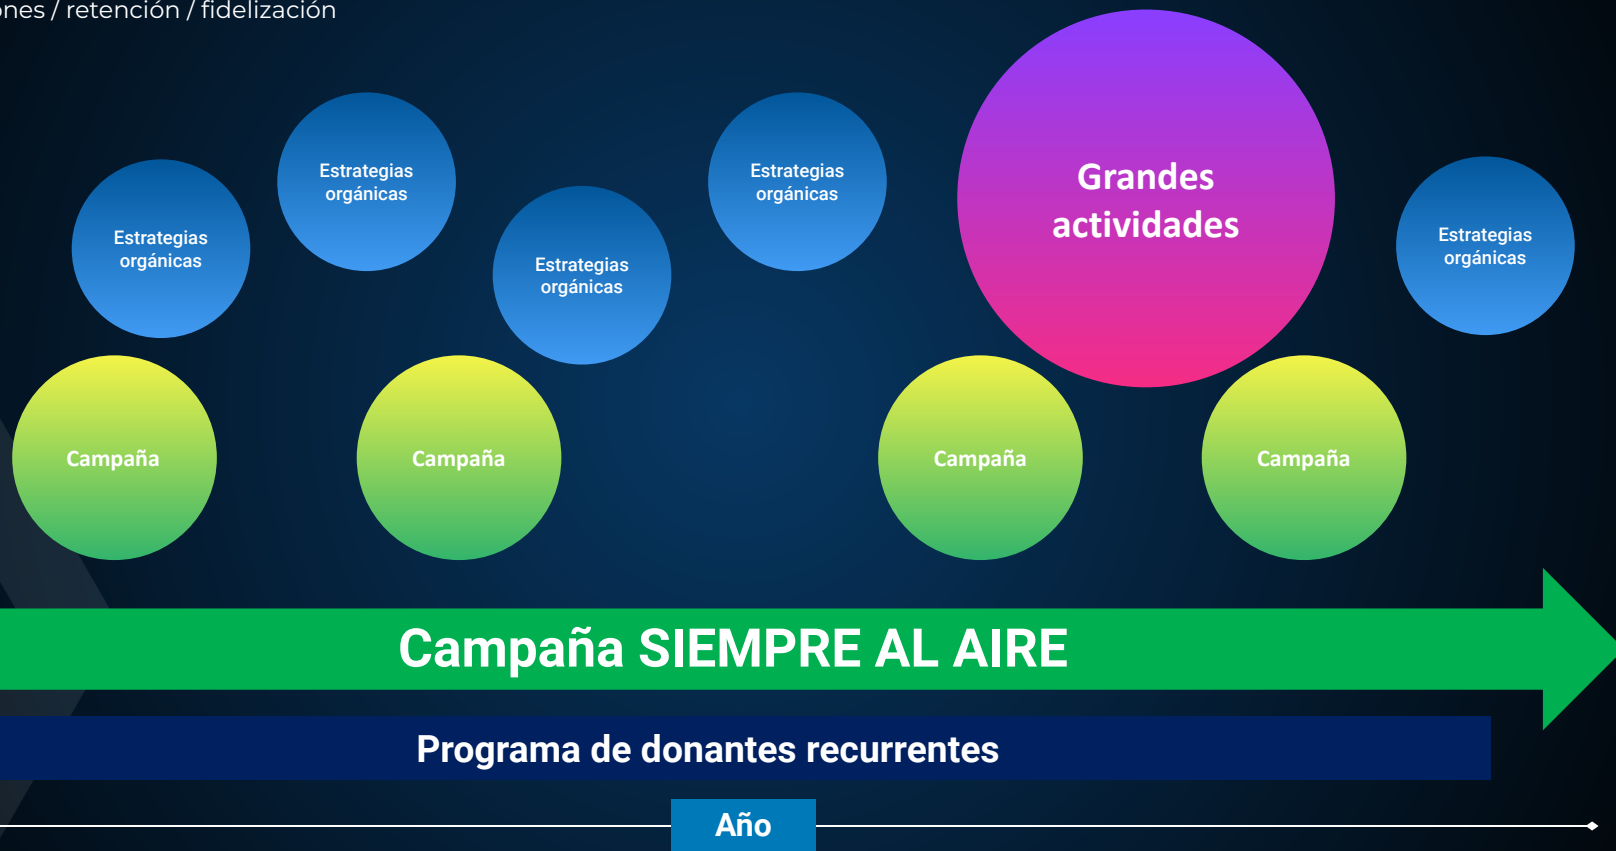 / retención / fidelización
Estrategias
orgánicas
Estrategias
orgánicas
Estrategias
orgánicas
Estrategias
orgánicas
Grandes
actividades
Estrategias
orgánicas
Campaña
Campaña
Campaña
Campaña
Campaña SIEMPRE AL AIRE
Programa de donantes recurrentes
Año